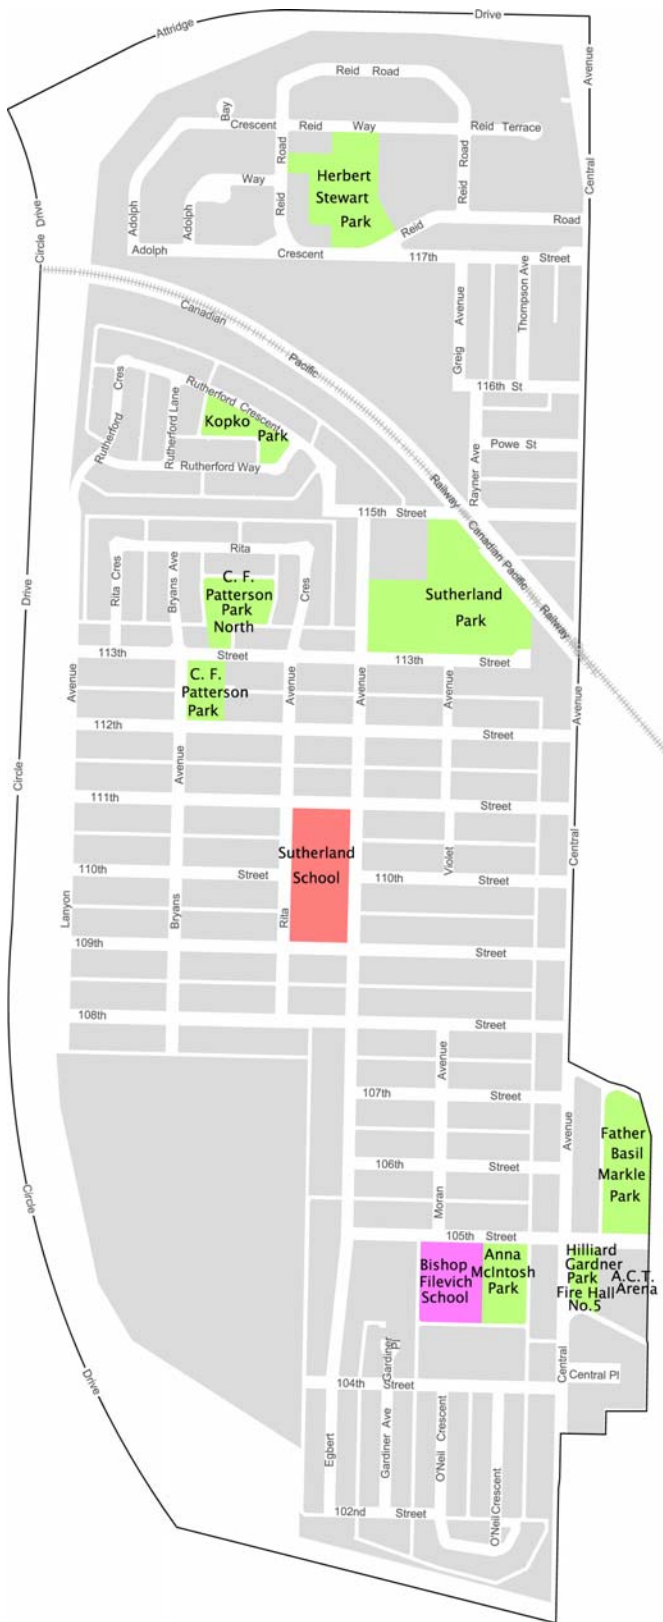 Attridge
Drive
Avenue
Reid Road
Bay
Crescent Reid Way
Reid Terrace
Road
Road
Central
Way
Herbert
Stewart
Park
Circle Drive
Adolph
Adolph
Reid
Reid
Reid
Road
Adolph
Crescent
117th
Street
Canadian
Pacific
Greig Avenue
Thompson Ave
116th St
Rutherford Cres
Rutherford Lane
Rutherford Crescent
Kopko
Park
Rutherford Way
Powe St
Rayner Ave
Railway
Canadian Pacific
Railway
115th Street
Rita
Rita Cres
Bryans Ave
Cres
C. F.
Patterson
Park
North
Sutherland
Park
Drive
113th
Street
113th
Street
C. F.
Patterson
Park
Avenue
Avenue
Avenue
Avenue
Avenue
112th
Street
Circle
Avenue
111th
Street
Sutherland
School
Central
Violet
110th
Street
110th
Street
Lanyon
Bryans
Rita
109th
Street
108th
Street
Avenue
107th
Street
Avenue
Father
Basil
Markle
Park
106th
Street
Circle
Moran
105th Street
Bishop
Filevich
School
Anna
McIntosh
Park
Hilliard
Gardner
Park
Fire Hall
No.5
A.C.T.
Arena
Gardiner
Pl
Central
Central Pl
Drive
104th
Street
Egbert
Gardiner Ave
O'Neil Crescent
O'Neil Crescent
102nd
Street